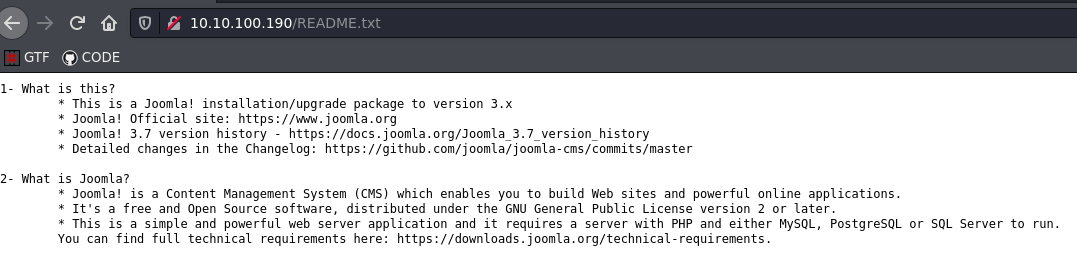 10.10.100.190/README.txt
GTF CODE
1- What is this?
* This is a Joomla! installation/upgrade package to version 3.x
* Joomla! Official site: https://www.joomla.org
* Joomla! 3.7 version history - https://docs.joomla.org/Joomla_3.7_version_history
* Detailed changes in the Changelog: https://github.com/joomla/joomla-cms/commits/master
2- What is Joomla?
* Joomla! is a Content Management System (CMS) which enables you to build Web sites and powerful online applications.
* It's a free and Open Source software, distributed under the GNU General Public License version 2 or later.
* This is a simple and powerful web server application and it requires a server with PHP and either MySQL, PostgreSQL or SQL Server to run.
You can find full technical requirements here: https://downloads.joomla.org/technical-requirements.